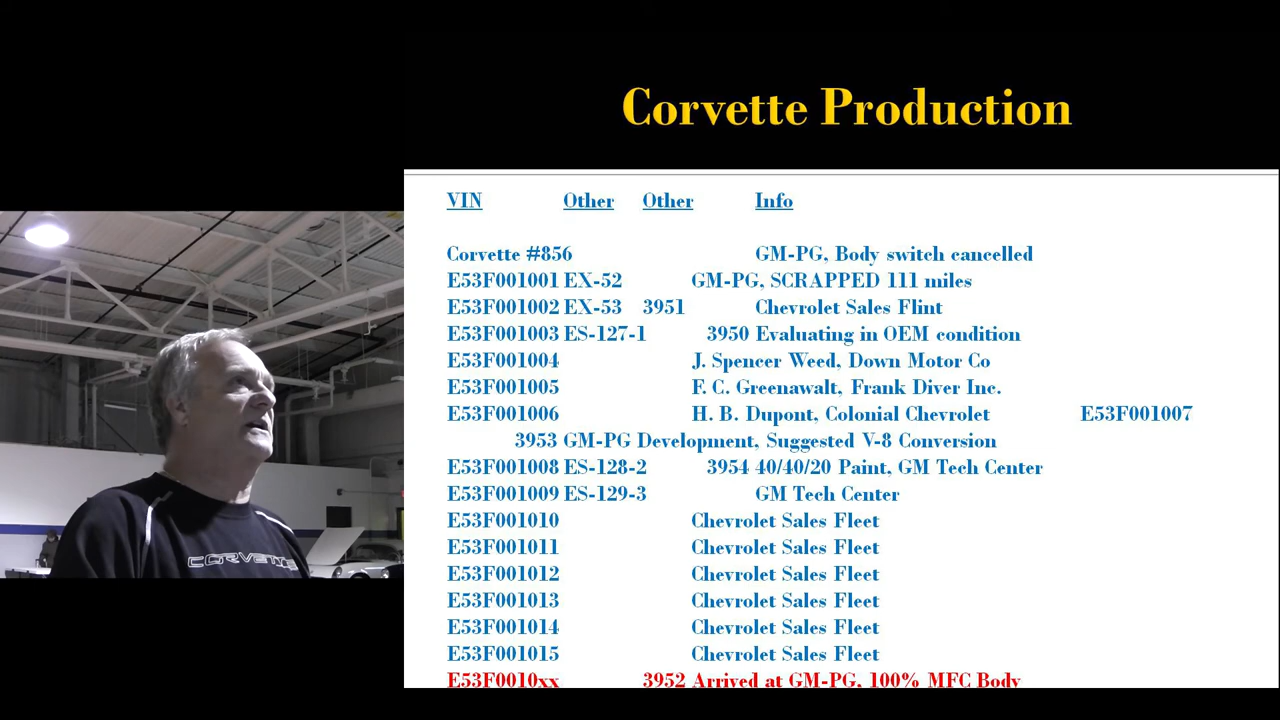 Corvette Production
VIN Other Other Info
Corvette #856 GM-PG, Body switch cancelled
E53F001001 EX-52 GM-PG, SCRAPPED 111 miles
E53F001002 EX-53 3951 Chevrolet Sales Flint
E53F001003 ES-127-1 3950 Evaluating in OEM condition
E53F001004 J. Spencer Weed, Down Motor Co
E53F001005 F. C. Greenawalt, Frank Diver Inc.
E53F001006 H. B. Dupont, Colonial Chevrolet E53F001007
3953 GM-PG Development, Suggested V-8 Conversion
E53F001008 ES-128-2 3954 40/40/20 Paint, GM Tech Center
E53F001009 ES-129-3 GM Tech Center
E53F001010 Chevrolet Sales Fleet
E53F001011 Chevrolet Sales Fleet
E53F001012 Chevrolet Sales Fleet
E53F001013 Chevrolet Sales Fleet
E53F001014 Chevrolet Sales Fleet
E53F001015 Chevrolet Sales Fleet
E53F0010xx 3952 Arrived at GM-PG, 100% MFC Body
CORVETTE